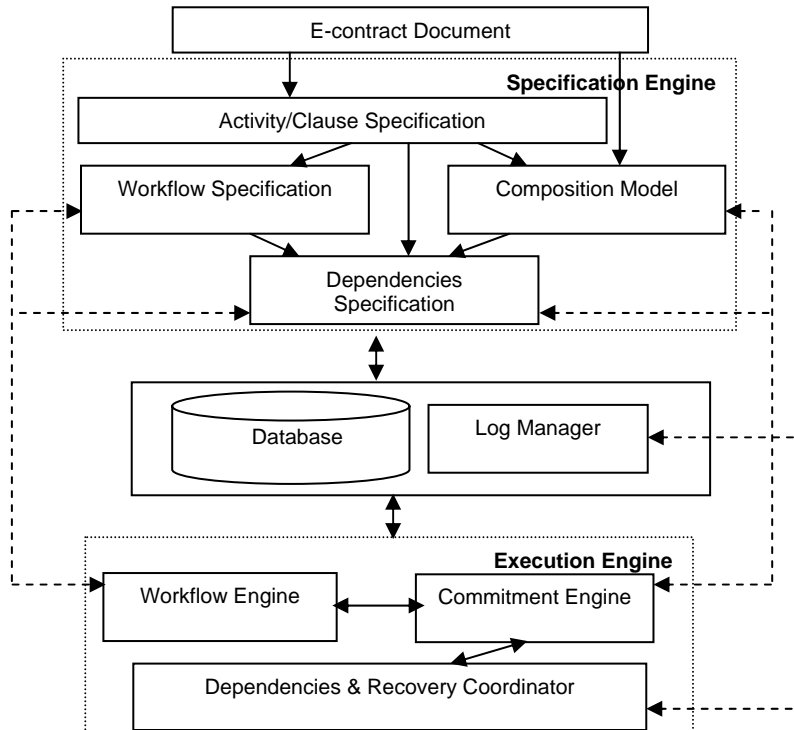 E-contract Document
Specification Engine
Activity/Clause Specification
Workflow Specification
Composition Model
Dependencies
Specification
Database
Log Manager
Execution Engine
Workflow Engine
Commitment Engine
Dependencies & Recovery Coordinator